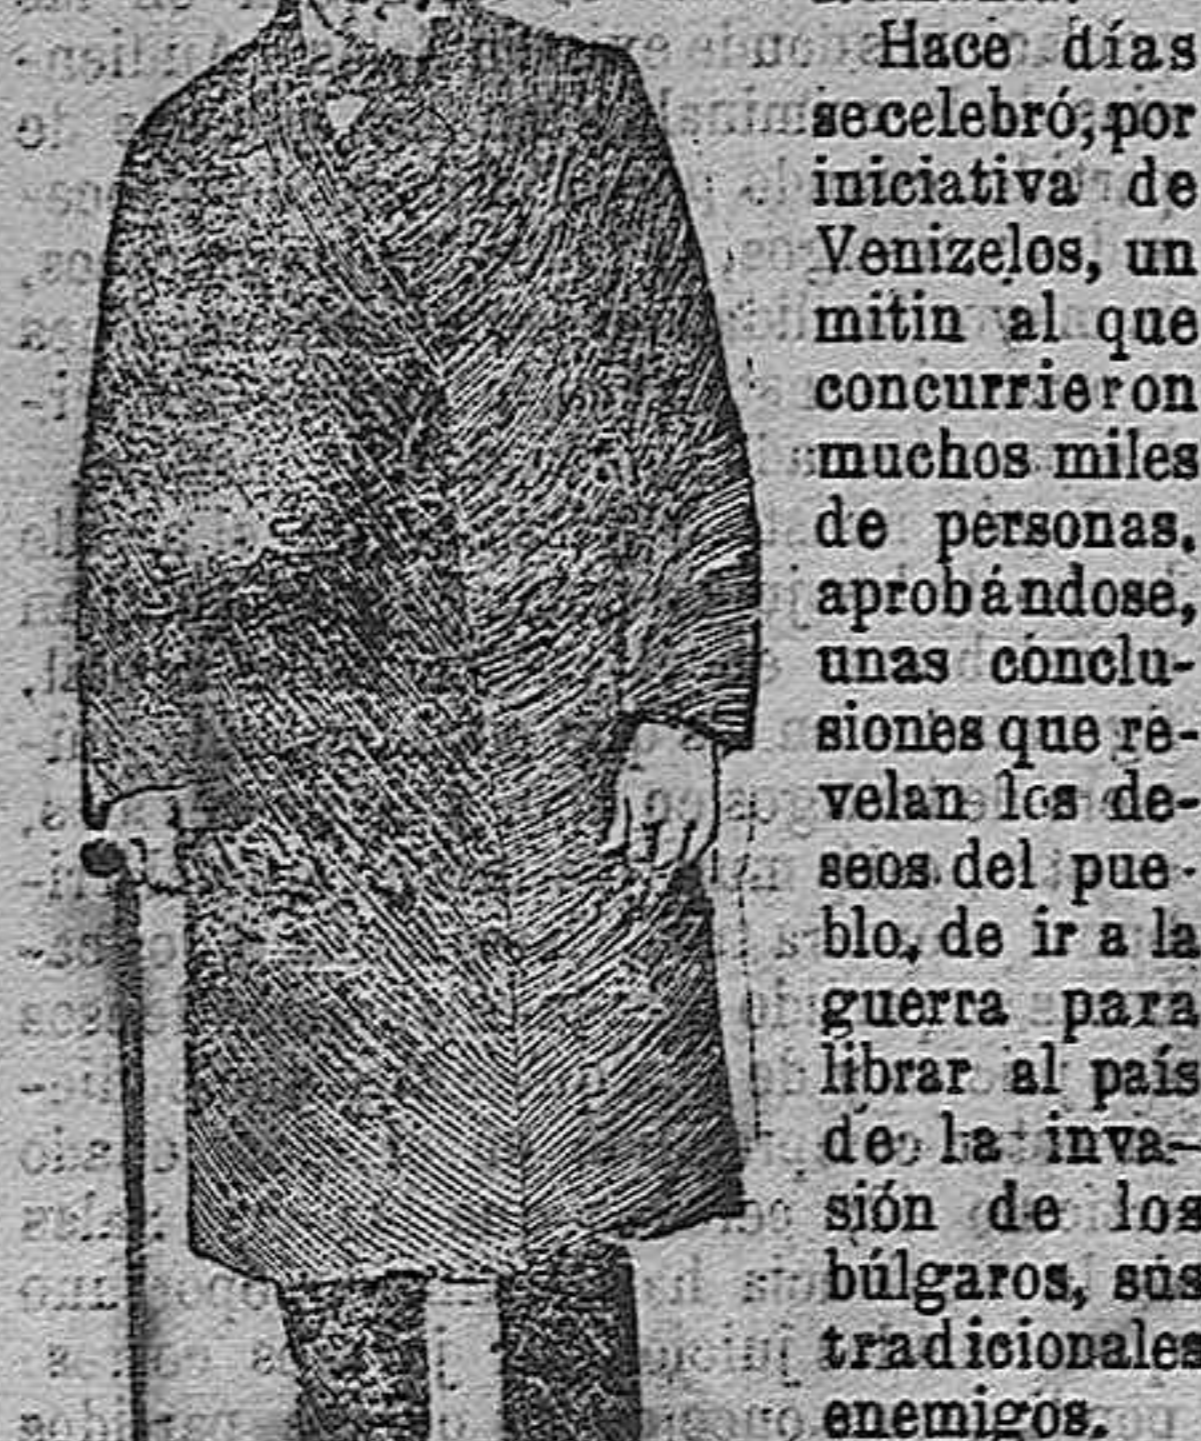 Hace días
se celebró, por
iniciativa de
Venizelos, un
mitin al que
concurrieron
muchos miles
de personas,
aprobándose,
unas conclu-
siones que re-
velan los de-
seos del pue-
blo, de ir a la
guerra para
librar al país
de la inva-
sión de los
búlgaros, sus
tradicionales
enemigos.